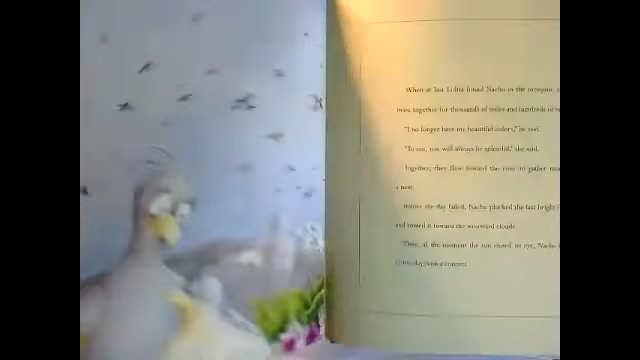 When at last Lolita found Nacho in the
were together for thousands of miles and hundreds of
"I no longer have my beautiful colors," he said.
"To me, you will always be splendid," she said.
Together, they flew toward the river to gather
a nest.
Before the day faded, Nacho plucked the last bright
and tossed it toward the westward clouds.
at the moment the sun closed its eye, Nacho